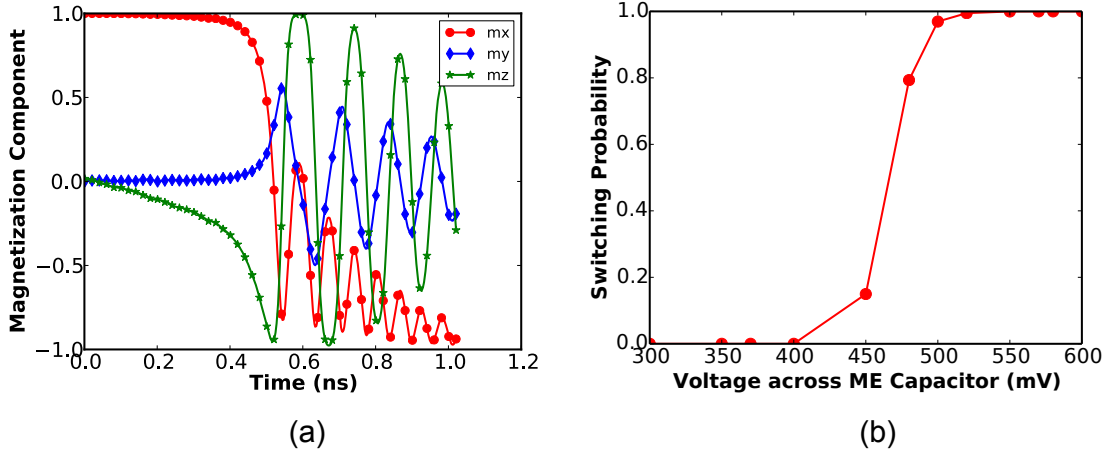 1.0
0.5
0.0
−0.5
−1.0
Magnetization Component
0.0 0.2 0.4 0.6 0.8 1.0 1.2
Time (ns)
mx
my
mz
(a)
1.0
0.8
0.6
0.4
0.2
0.0
Switching Probability
300 350 400 450 500 550 600
Voltage across ME Capacitor (mV)
(b)